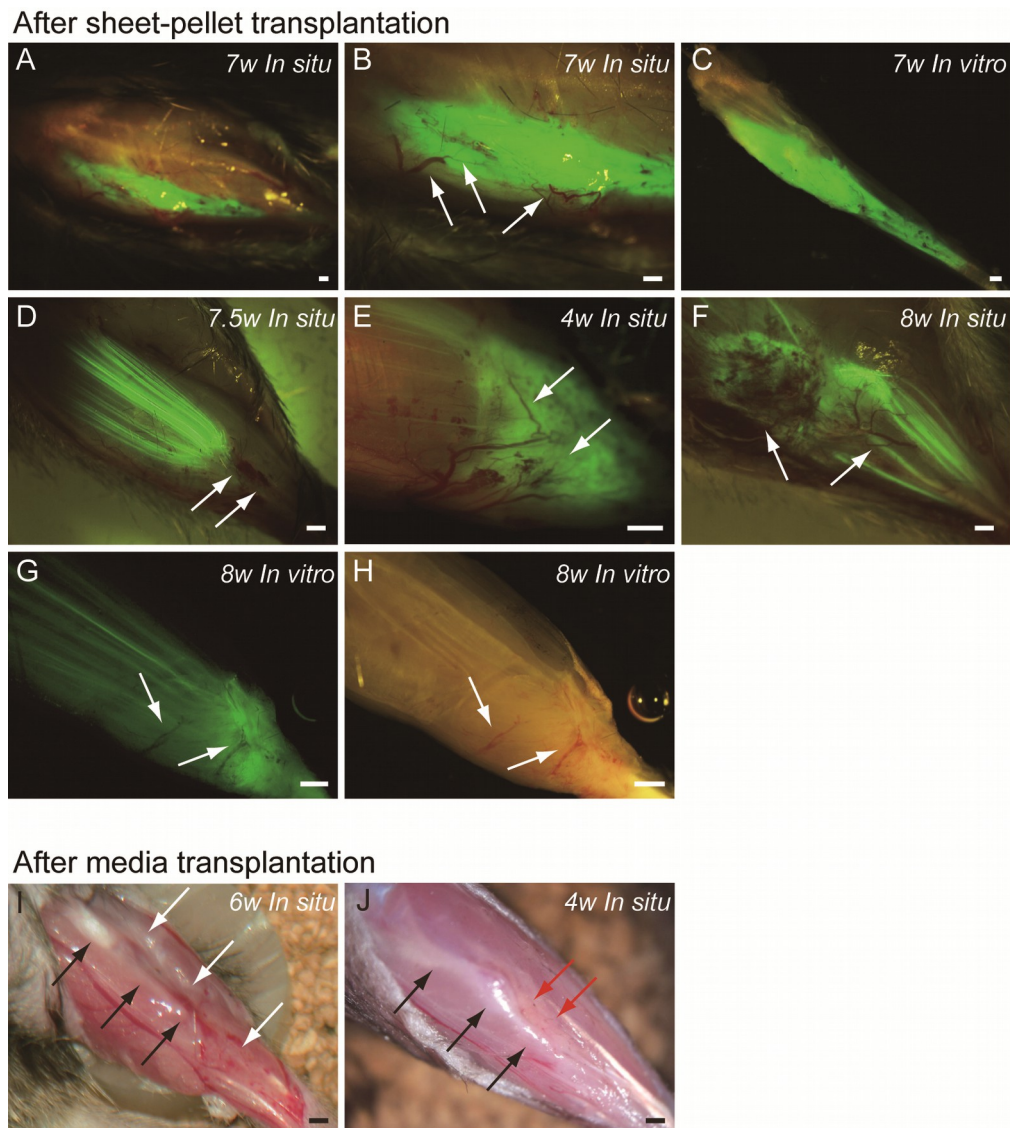 After sheet-pellet transplantation
A 7w In situ
B 7w In situ
C 7w In vitro
D 7.5w In situ
E 4w In situ
F 8w In situ
G 8w In vitro
H 8w In vitro
After media transplantation
I 6w In situ
J 4w In situ